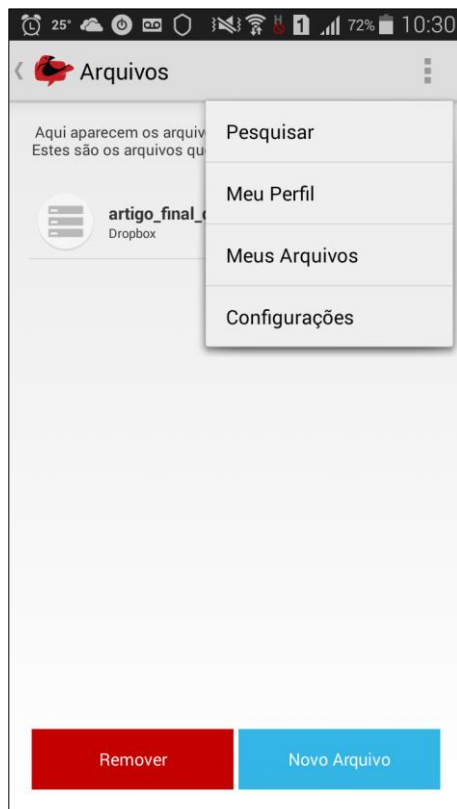 25° 1 72% 10:30
Arquivos
Aqui aparecem os arquiv
Estes são os arquivos qu
artigo_final_
Dropbox
Pesquisar
Meu Perfil
Meus Arquivos
Configurações
Remover
Novo Arquivo